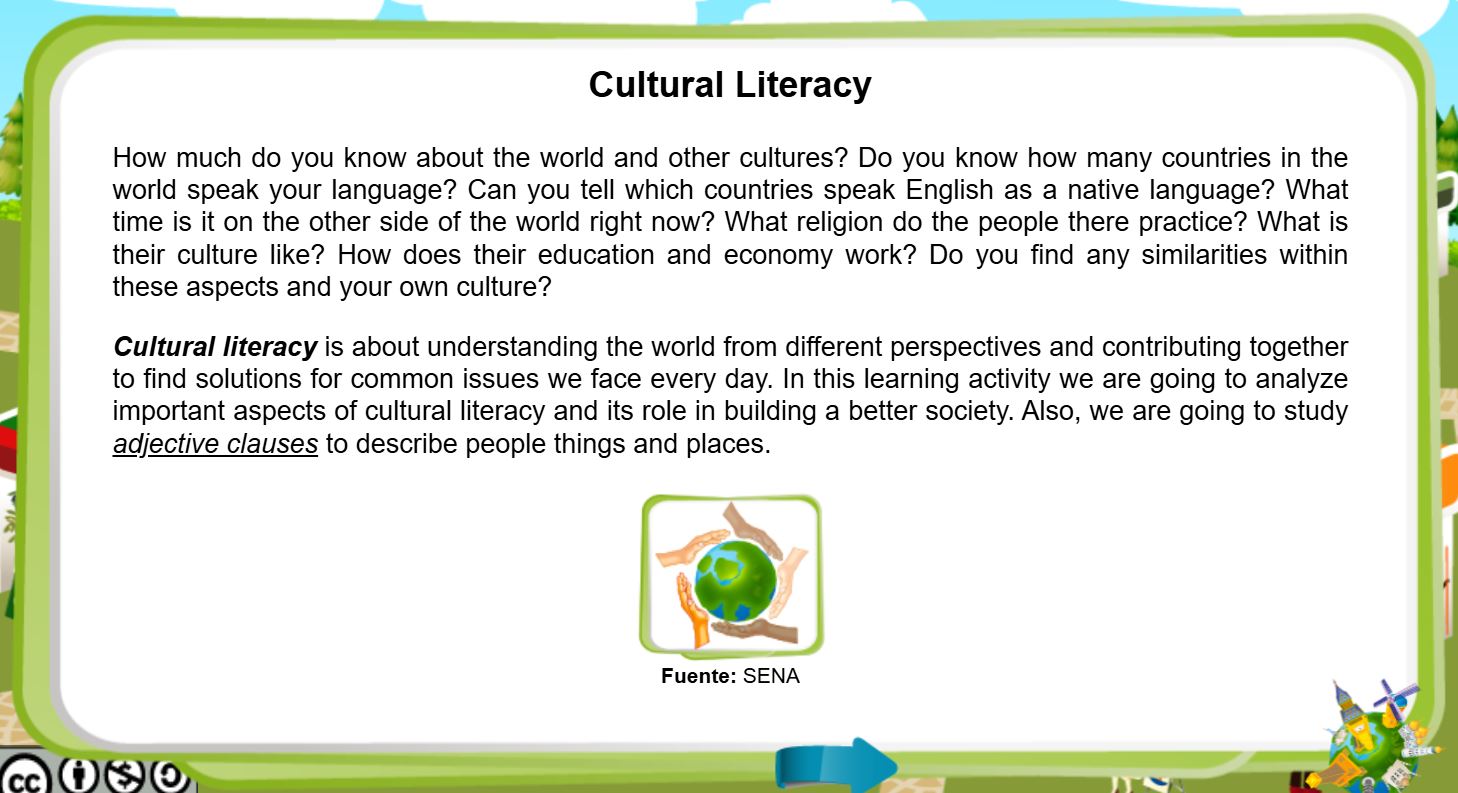 Cultural Literacy
How much do you know about the world and other cultures? Do you know how many countries in the
world speak your language? Can you tell which countries speak English as a native language? What
time is it on the other side of the world right now? What religion do the people there practice? What is
their culture like? How does their education and economy work? Do you find any similarities within
these aspects and your own culture?
Cultural literacy is about understanding the world from different perspectives and contributing together
to find solutions for common issues we face every day. In this learning activity we are going to analyze
important aspects of cultural literacy and its role in building a better society. Also, we are going to study
adjective clauses to describe people things and places.
Fuente: SENA
cc